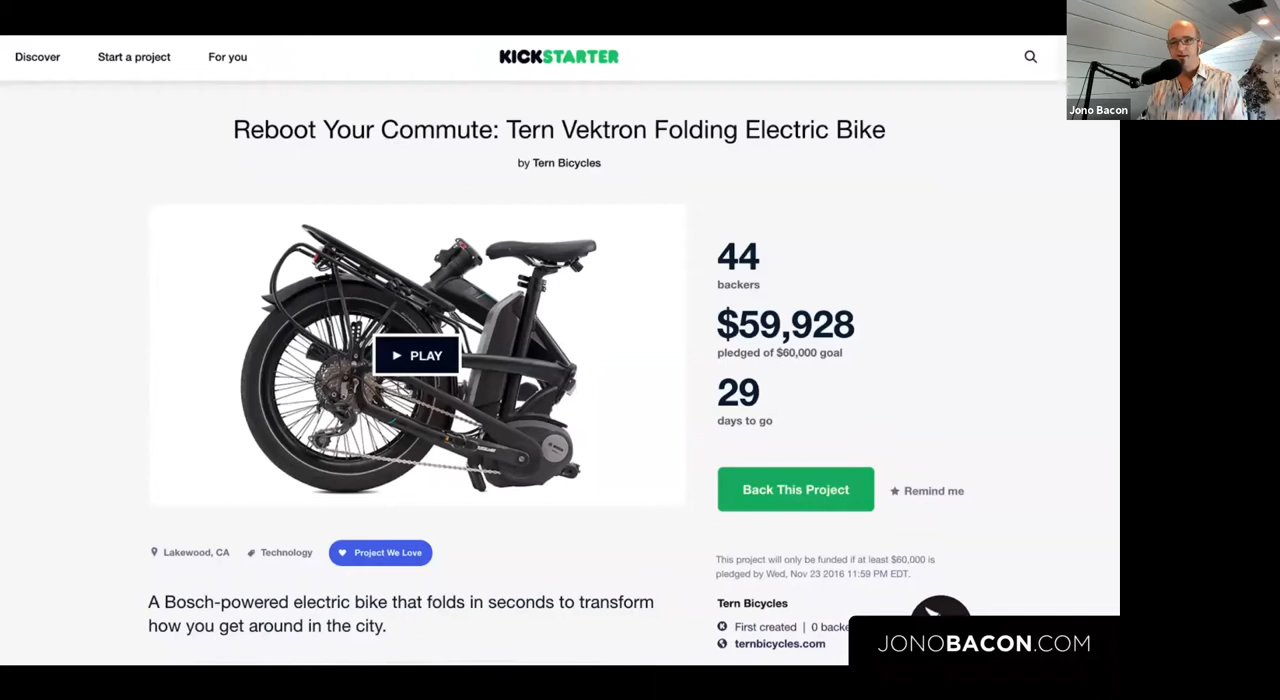 Discover
Start a project
For you
KICKSTARTER
Jono Bacon
Reboot Your Commute: Tern Vektron Folding Electric Bike
by Tern Bicycles
PLAY
44
backers
$59,928
pledged of $60,000 goal
29
days to go
Back This Project
Remind me
Lakewood, CA
Technology
Project We Love
This project will only be funded if at least $60,000 is
pledged by Wed, Nov 23 2016 11:59 PM EDT.
A Bosch-powered electric bike that folds in seconds to transform
how you get around in the city.
Tern Bicycles
First created | 0 backe
ternbicycles.com
JONOBACON.COM